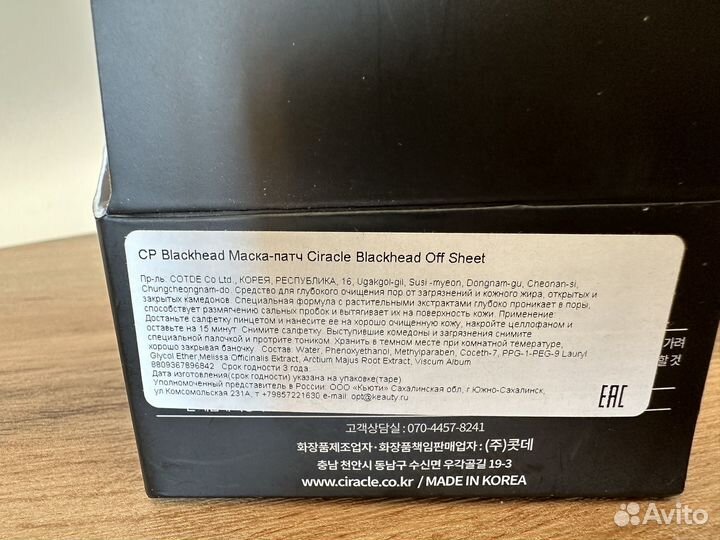 CP Blackhead Маска-патч Ciracle Blackhead Off Sheet
Пр-ль: COTDE Co Ltd., КОРЕЯ, РЕСПУБЛИКА, 16, Ugakgol-gil, Susi -myeon, Dongnam-gu, Cheonan-si,
Chungcheongnam-do. Средство для глубокого очищения пор от загрязнений и кожного жира, открытых и
закрытых камедонов. Специальная формула с растительными экстрактами глубоко проникает в поры,
способствует размягчению сальных пробок и вытягивает их на поверхность кожи. Применение:
Достаньте салфетку пинцетом и нанесите ее на хорошо очищенную кожу, накройте целлофаном и
оставьте на 15 минут. Снимите салфетку. Выступившие комедоны и загрязнения снимите
специальной палочкой и протрите тоником. Хранить в темном месте при комнатной темературе,
хорошо закрывая баночку. Состав: Water, Phenoxyethanol, Methylparaben, Coceth-7, PPG-1-PEG-9 Lauryl
Glycol Ether, Melissa Officinalis Extract, Arctium Majus Root Extract, Viscum Album
8809367896842 Срок годности 3 года.
Дата изготовления(срок годности) указана на упаковке(таре)
Уполномоченный представитель в России: ООО «Кьюти» Сахалинская обл, г.Южно-Сахалинск,
ул Комсомольская 231А, т +79857221630 e-mail: opt@keauty.ru
EAC
가려
할 것
고객상담실 : 070-4457-8241
화장품제조업자 · 화장품책임판매업자 : (주)콧데
충남 천안시 동남구 수신면 우각골길 19-3
www.ciracle.co.kr / MADE IN KOREA
Avito